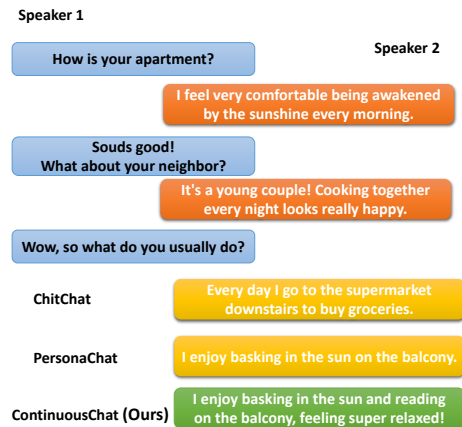 Speaker 1
Speaker 2
How is your apartment?
I feel very comfortable being awakened
by the sunshine every morning.
Souds good!
What about your neighbor?
It's a young couple! Cooking together
every night looks really happy.
Wow, so what do you usually do?
ChitChat
Every day I go to the supermarket
downstairs to buy groceries.
PersonaChat
I enjoy basking in the sun on the balcony.
ContinuousChat (Ours)
I enjoy basking in the sun and reading
on the balcony, feeling super relaxed!